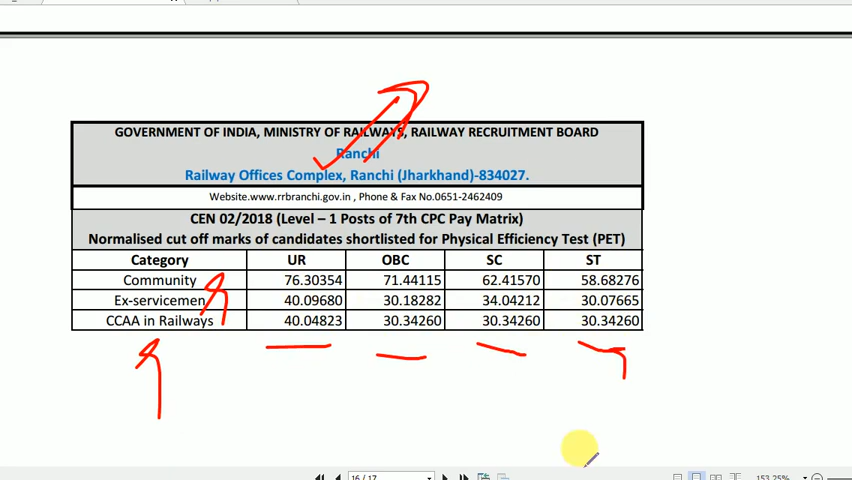 GOVERNMENT OF INDIA, MINISTRY OF RAILWAYS, RAILWAY RECRUITMENT BOARD
Ranchi
Railway Offices Complex, Ranchi (Jharkhand)-834027.
Website.www.rrbranchi.gov.in , Phone & Fax No.0651-2462409
CEN 02/2018 (Level – 1 Posts of 7th CPC Pay Matrix)
Normalised cut off marks of candidates shortlisted for Physical Efficiency Test (PET)
Category UR OBC SC ST
Community 76.30354 71.44115 62.41570 58.68276
Ex-servicemen 40.09680 30.18282 34.04212 30.07665
CCAA in Railways 40.04823 30.34260 30.34260 30.34260
16 / 17 153.25%